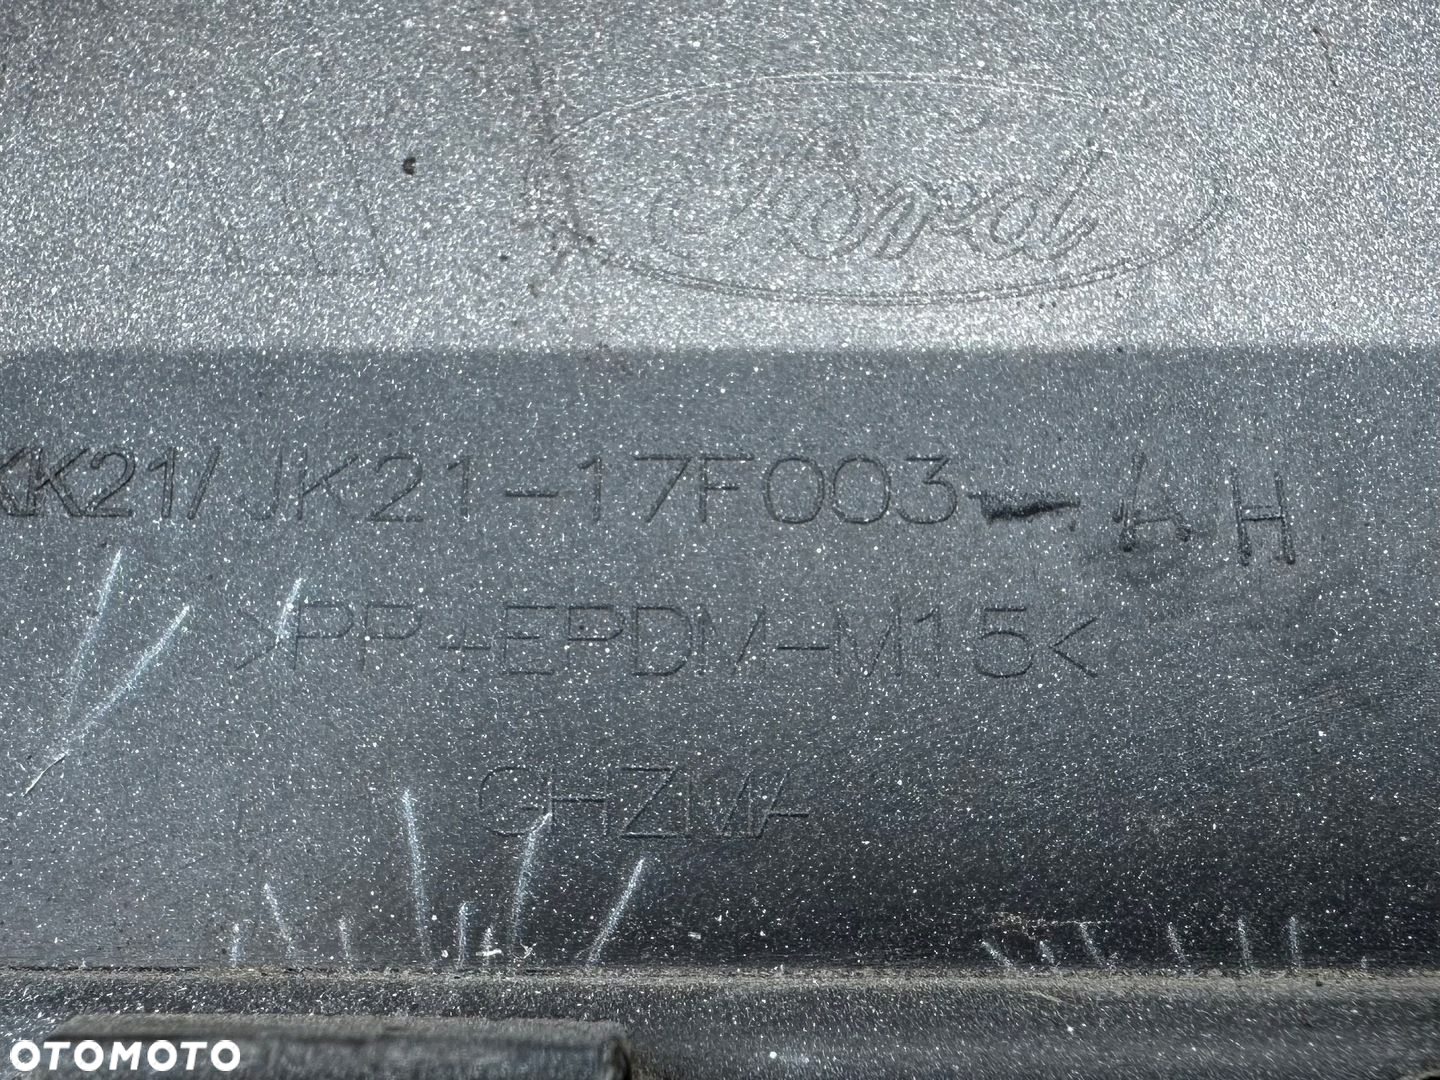 Ford
KK21/ JK21-17F003-AH
>PP+EPDM-M15<
CHZMA
OTOMOTO